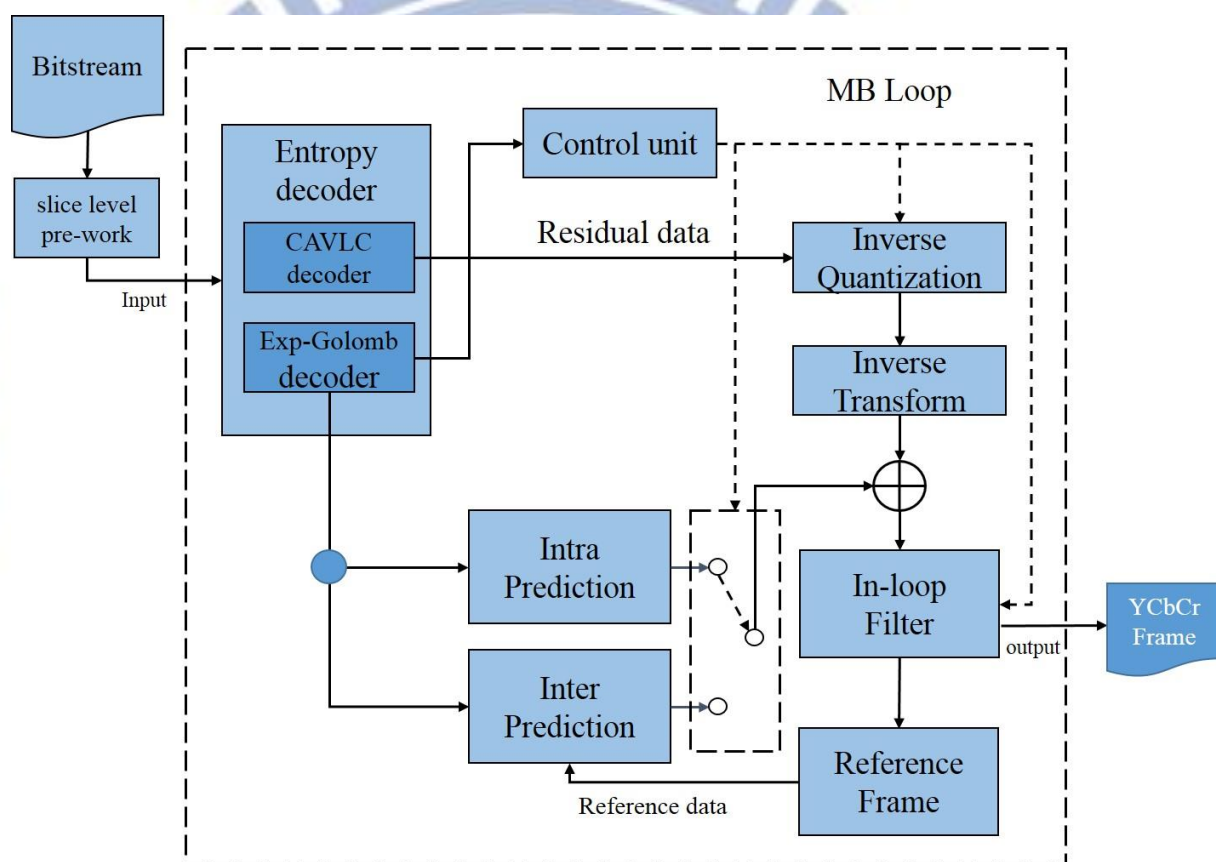 Bitstream
slice level
pre-work
Input
MB Loop
Entropy
decoder
CAVLC
decoder
Exp-Golomb
decoder
Control unit
Residual data
Inverse
Quantization
Inverse
Transform
Intra
Prediction
Inter
Prediction
In-loop
Filter
output
YCbCr
Frame
Reference
Frame
Reference data